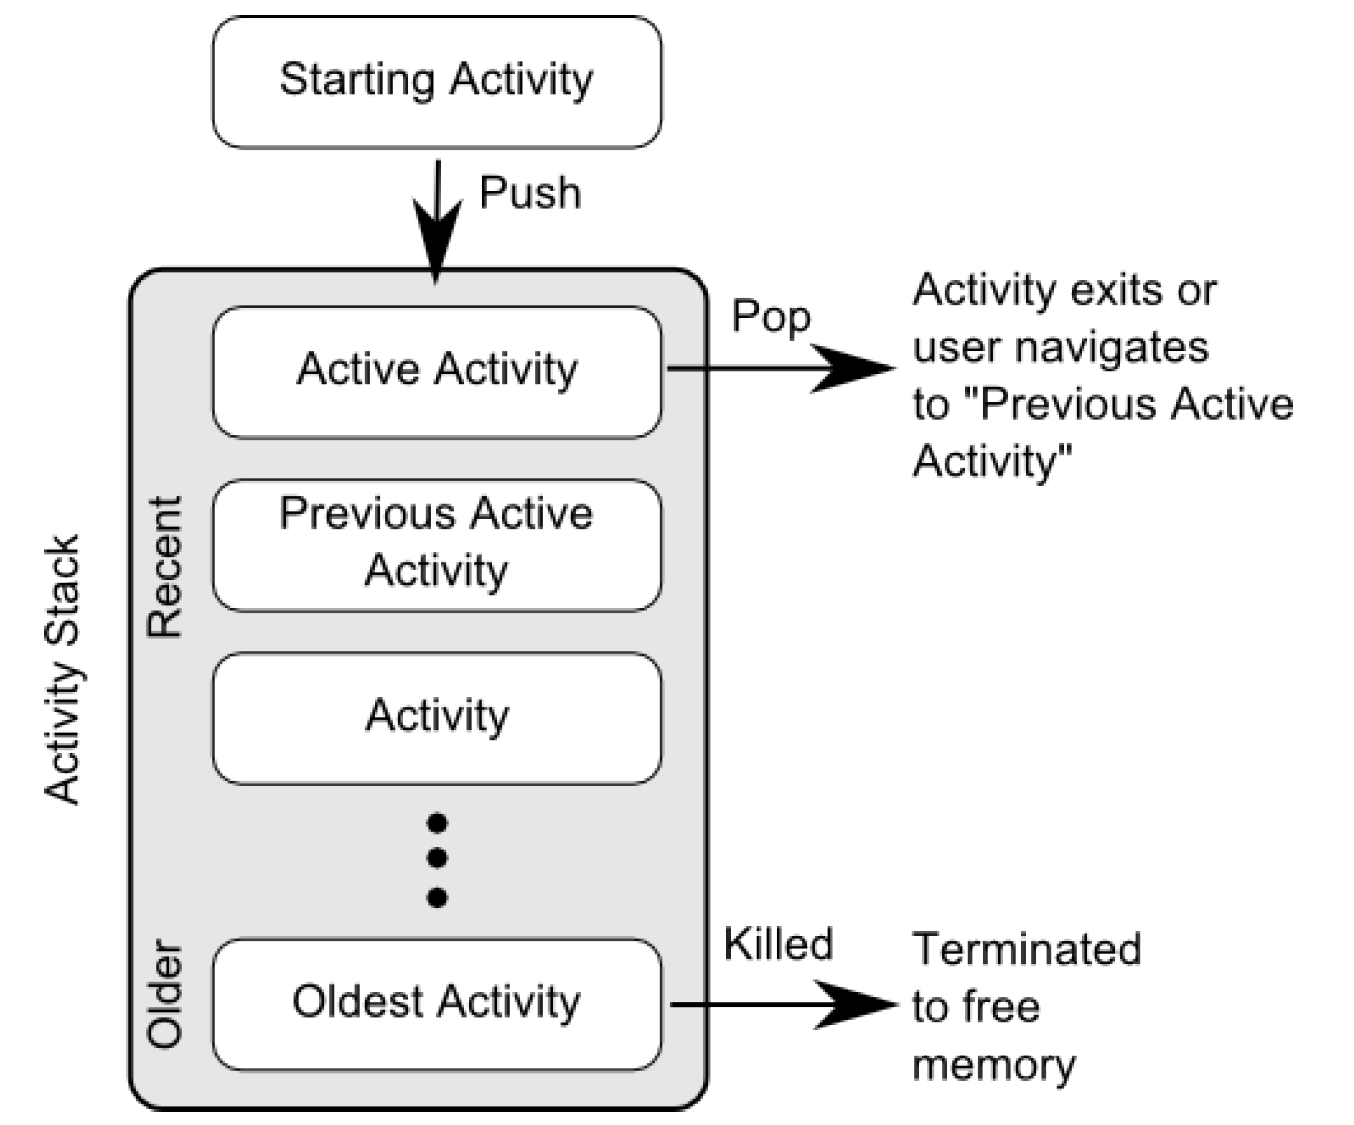 Starting Activity
Push
Activity Stack
Recent
Older
Active Activity
Pop
Activity exits or
user navigates
to "Previous Active
Activity"
Previous Active
Activity
Activity
Oldest Activity
Killed
Terminated
to free
memory